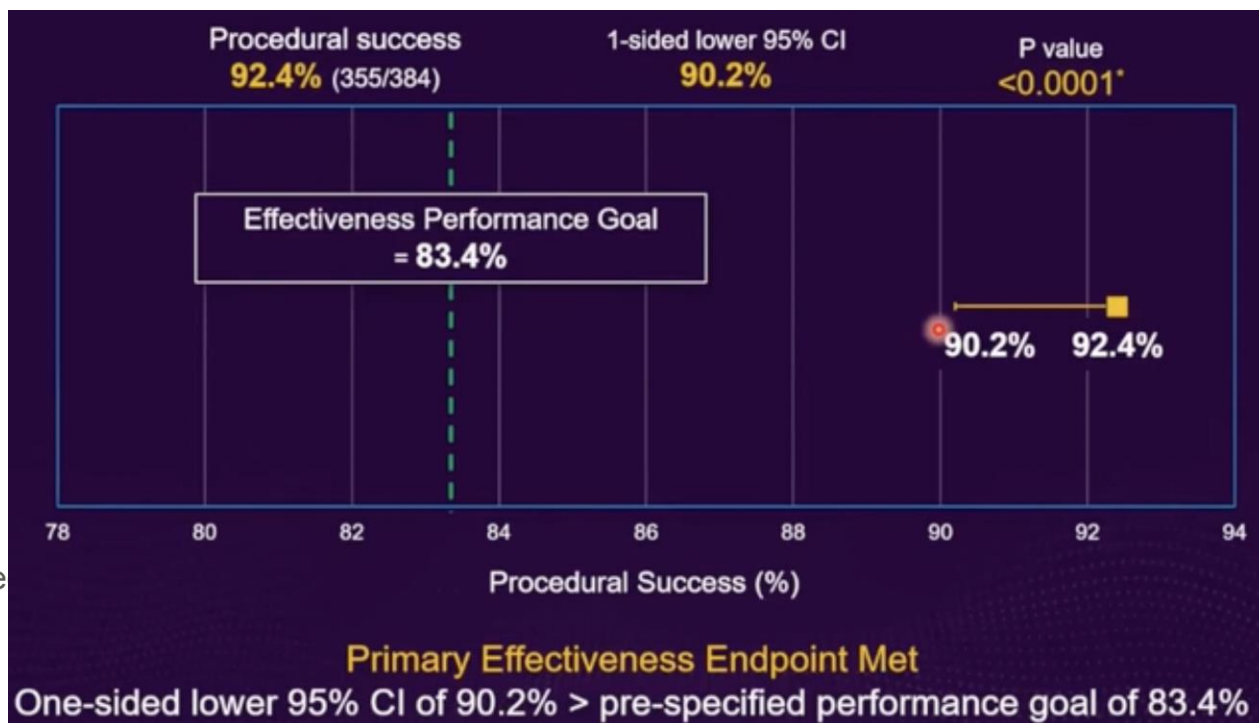 Procedural success
92.4% (355/384)
1-sided lower 95% CI
90.2%
P value
<0.0001*
Effectiveness Performance Goal
= 83.4%
90.2% 92.4%
78 80 82 84 86 88 90 92 94
e
Procedural Success (%)
Primary Effectiveness Endpoint Met
One-sided lower 95% CI of 90.2% > pre-specified performance goal of 83.4%